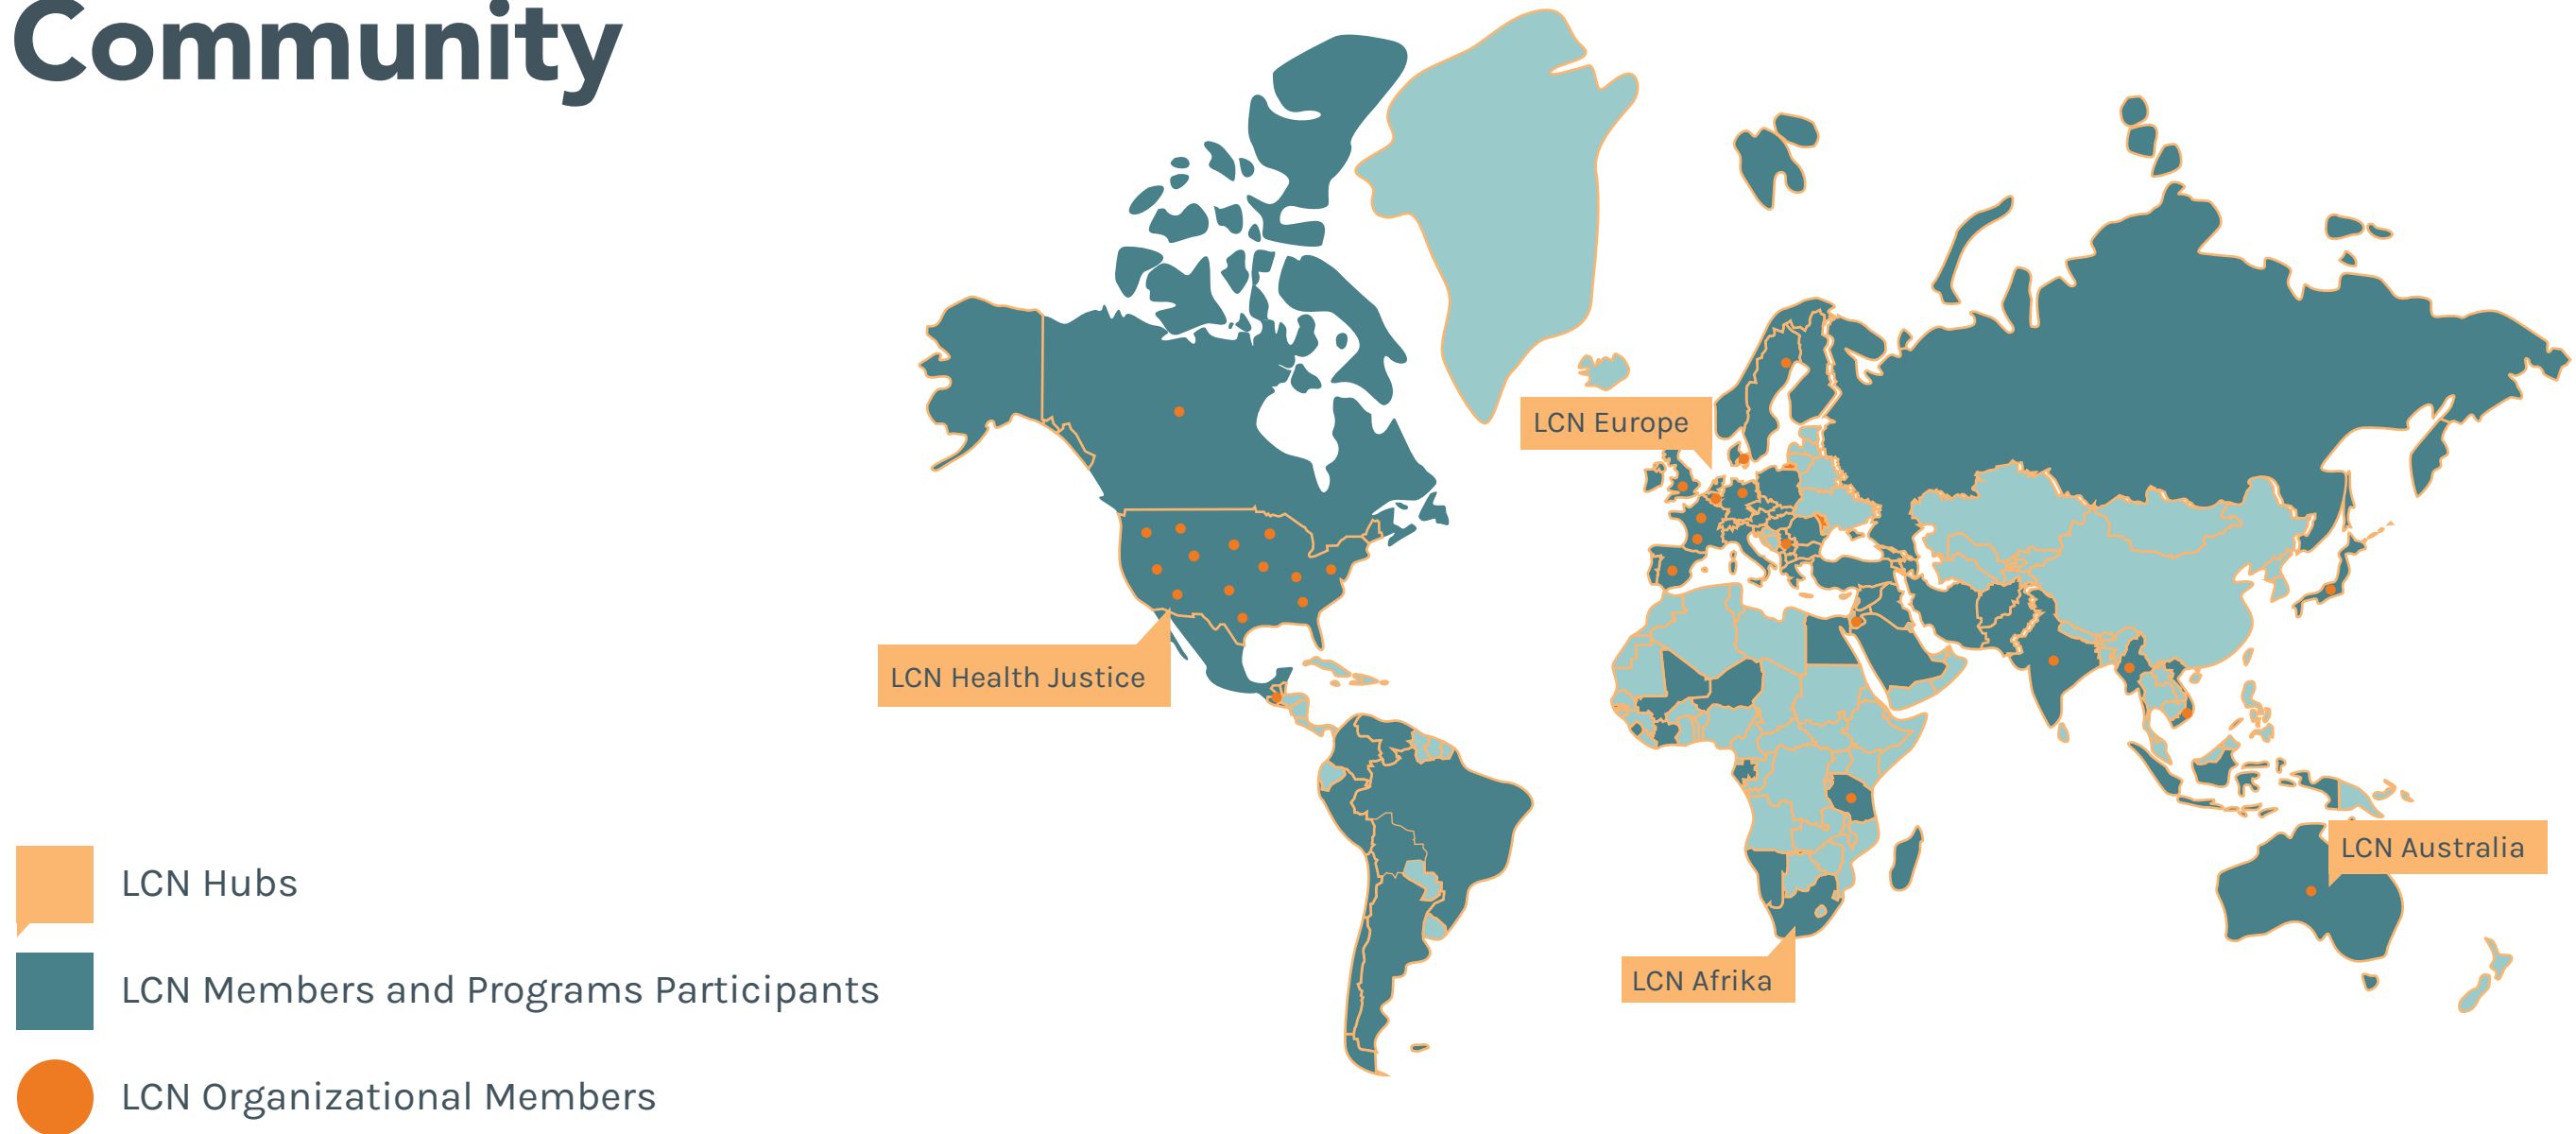 Community
LCN Europe
LCN Health Justice
LCN Australia
LCN Afrika
LCN Hubs
LCN Members and Programs Participants
LCN Organizational Members